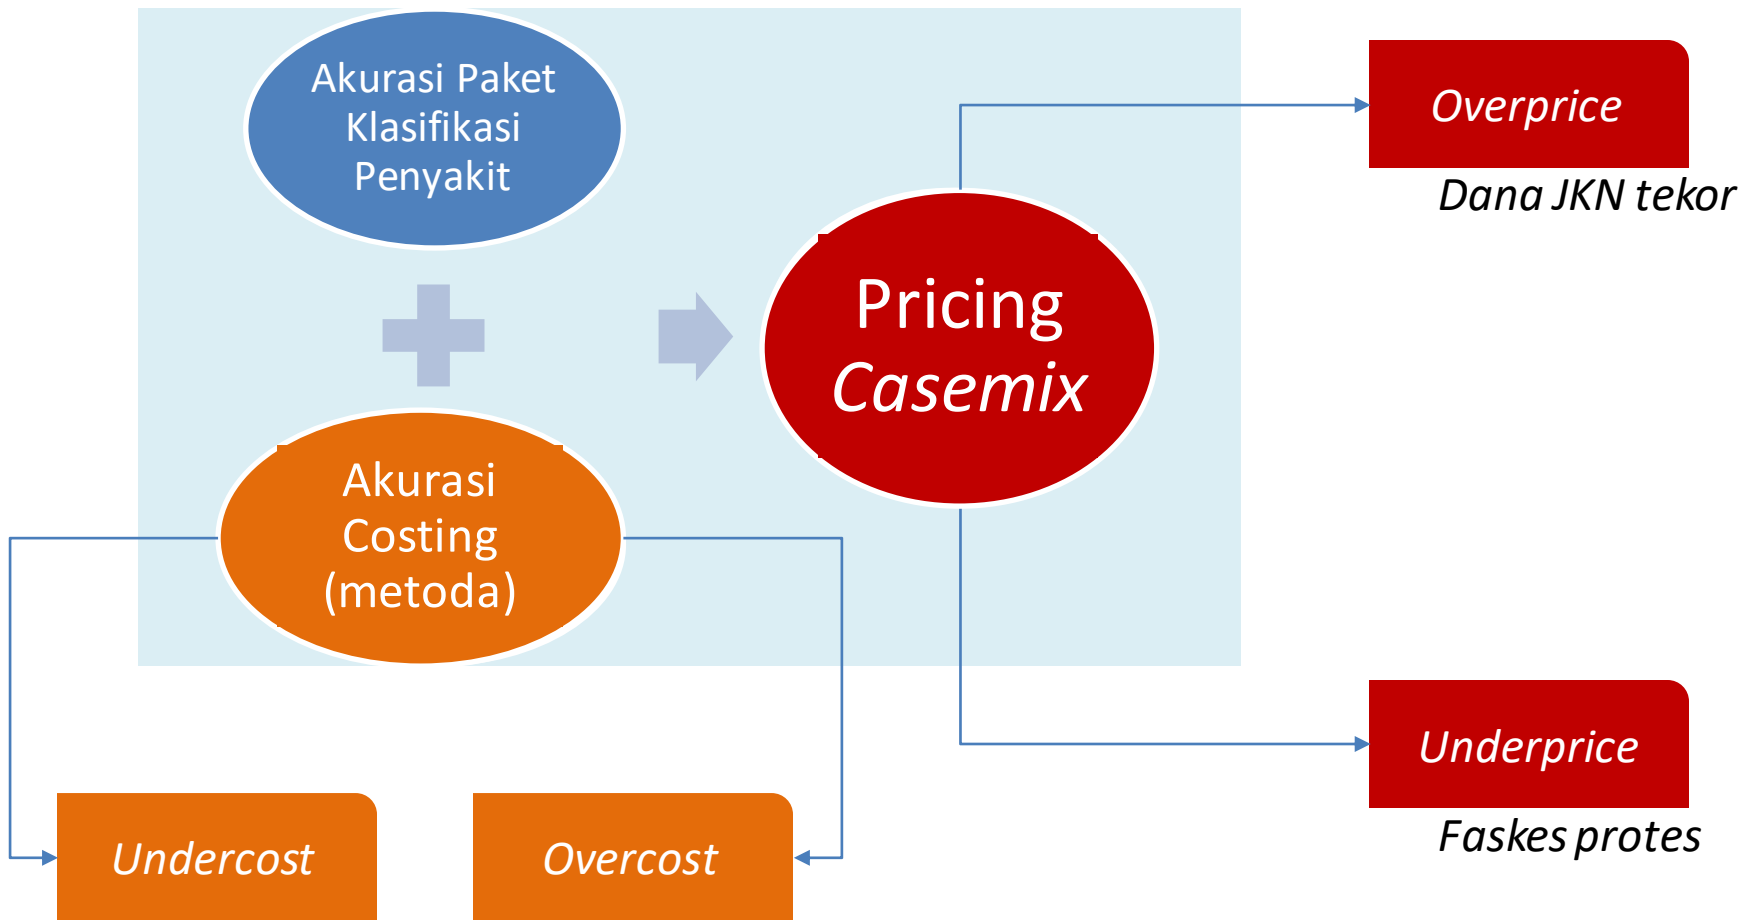 Akurasi Paket
Klasifikasi
Penyakit
Akurasi
Costing
(metoda)
Pricing
Casemix
Overprice
Dana JKN tekor
Underprice
Faskes protes
Undercost
Overcost